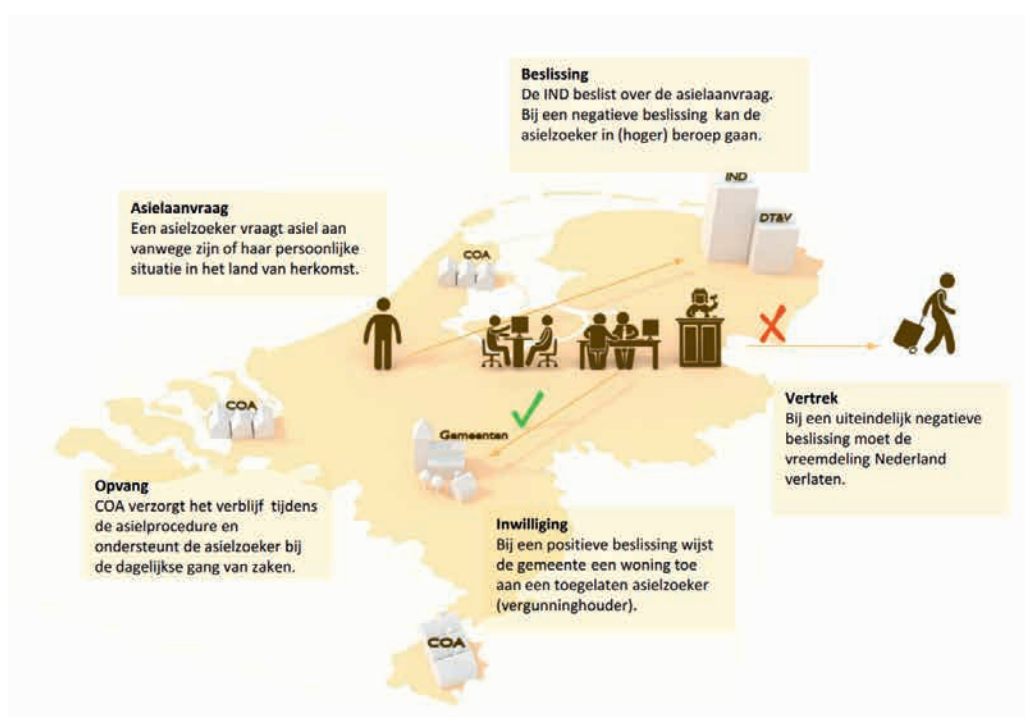 Beslissing
De IND beslist over de asielaanvraag.
Bij een negatieve beslissing kan de
asielzoeker in (hoger) beroep gaan.
IND
DT&V
Asielaanvraag
Een asielzoeker vraagt asiel aan
vanwege zijn of haar persoonlijke
situatie in het land van herkomst.
COA
COA
Gemeenten
Vertrek
Bij een uiteindelijk negatieve
beslissing moet de
vreemdeling Nederland
verlaten.
Opvang
COA verzorgt het verblijf tijdens
de asielprocedure en
ondersteunt de asielzoeker bij
de dagelijkse gang van zaken.
Inwilliging
Bij een positieve beslissing wijst
de gemeente een woning toe
aan een toegelaten asielzoeker
(vergunninghouder).
COA